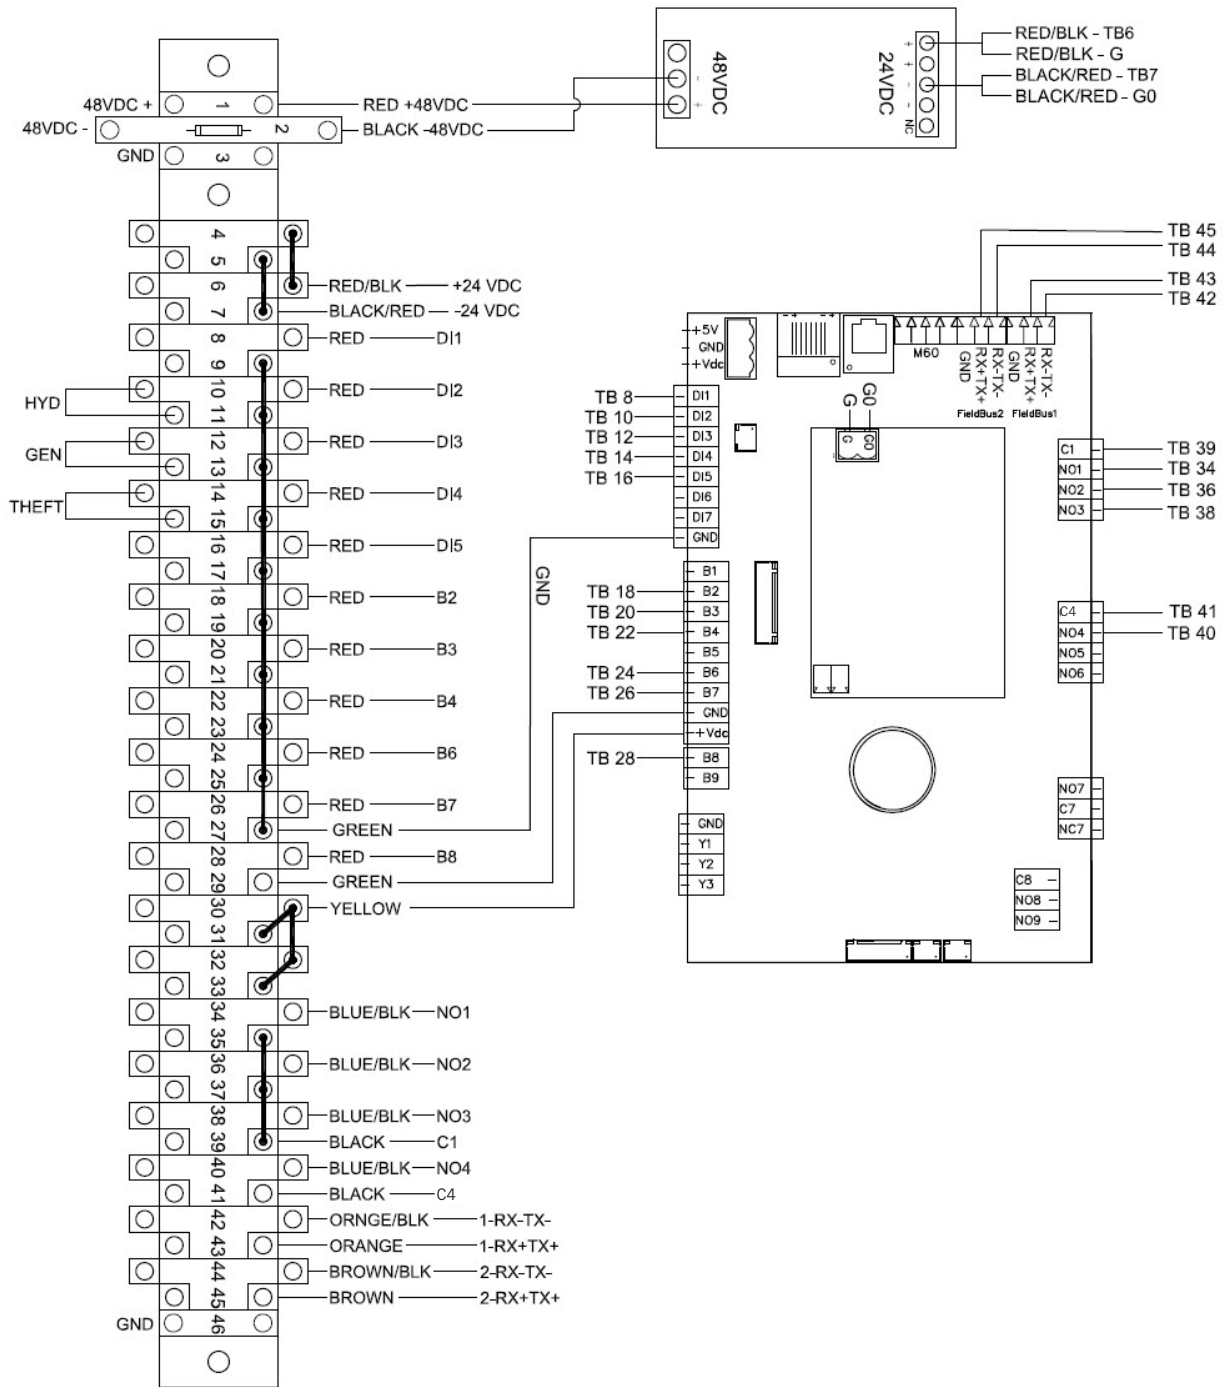 RED/BLK - TB6
RED/BLK - G
BLACK/RED - TB7
BLACK/RED - G0
48VDC
- +
24VDC
+ + - - NC
48VDC +
1
RED +48VDC
48VDC -
2
BLACK -48VDC
GND
3
4
5
6
RED/BLK
+24 VDC
7
BLACK/RED
-24 VDC
8
RED
DI1
9
HYD
10
RED
DI2
11
GEN
12
RED
DI3
13
THEFT
14
RED
DI4
15
16
RED
DI5
17
18
RED
B2
19
20
RED
B3
21
22
RED
B4
23
24
RED
B6
25
26
RED
B7
27
GREEN
28
RED
B8
29
GREEN
30
YELLOW
31
32
33
34
BLUE/BLK
NO1
35
36
BLUE/BLK
NO2
37
38
BLUE/BLK
NO3
39
BLACK
C1
40
BLUE/BLK
NO4
41
BLACK
C4
42
ORNGE/BLK
1-RX-TX-
43
ORANGE
1-RX+TX+
44
BROWN/BLK
2-RX-TX-
45
BROWN
2-RX+TX+
GND
46
GND
TB 45
TB 44
TB 43
TB 42
+5V
GND
+Vdc
M60
GND
RX+TX+
RX-TX-
GND
RX+TX+
RX-TX-
FieldBus2
FieldBus1
G
G0
G
G0
TB 8
DI1
TB 10
DI2
TB 12
DI3
TB 14
DI4
TB 16
DI5
DI6
DI7
GND
B1
TB 18
B2
TB 20
B3
TB 22
B4
B5
TB 24
B6
TB 26
B7
GND
+Vdc
TB 28
B8
B9
GND
Y1
Y2
Y3
C1
TB 39
NO1
TB 34
NO2
TB 36
NO3
TB 38
C4
TB 41
NO4
TB 40
NO5
NO6
NO7
C7
NC7
C8
NO8
NO9